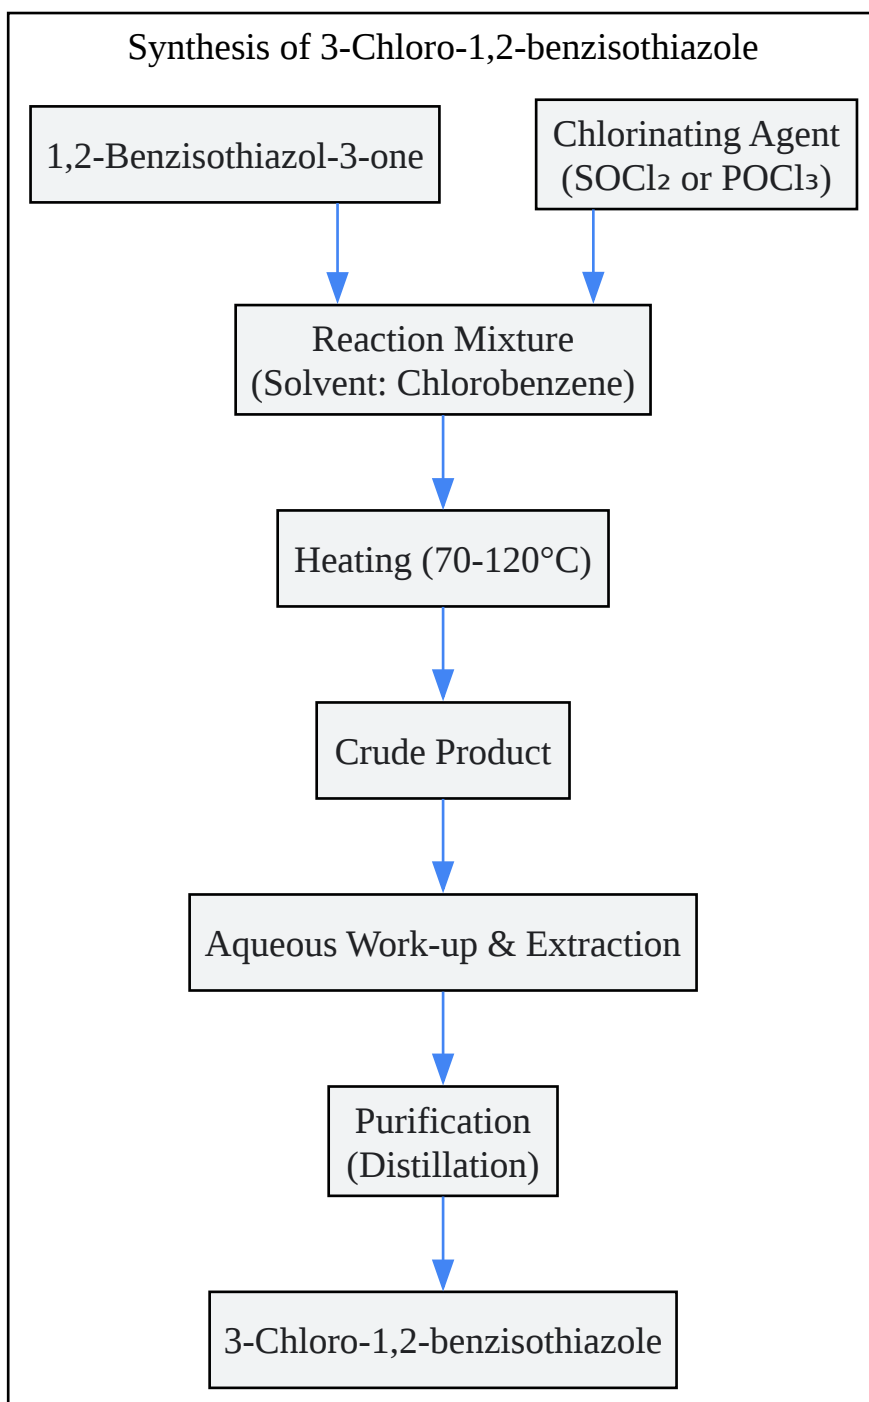 Synthesis of 3-Chloro-1,2-benzisothiazole
1,2-Benzisothiazol-3-one
Chlorinating Agent
(SOCl₂ or POCl₃)
Reaction Mixture
(Solvent: Chlorobenzene)
Heating (70-120°C)
Crude Product
Aqueous Work-up & Extraction
Purification
(Distillation)
3-Chloro-1,2-benzisothiazole